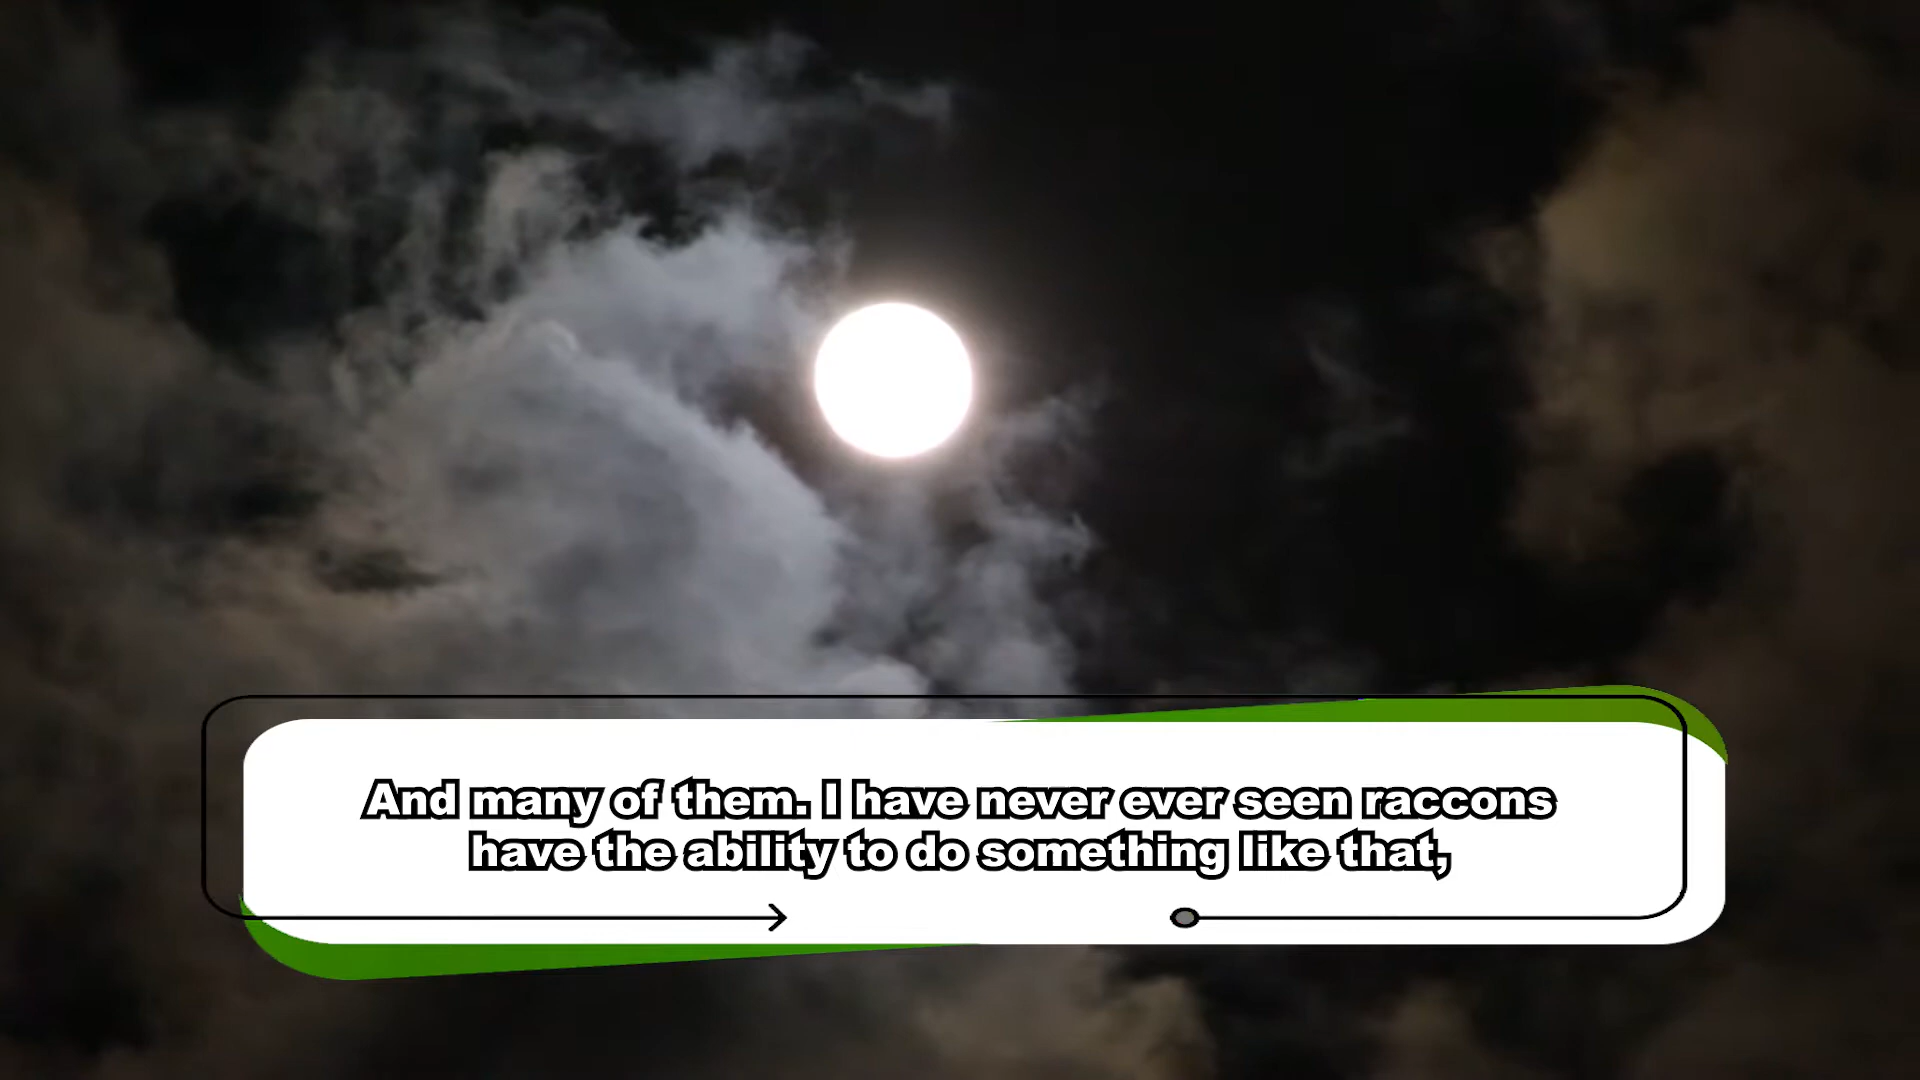 And many of them. I have never ever seen raccons
have the ability to do something like that,